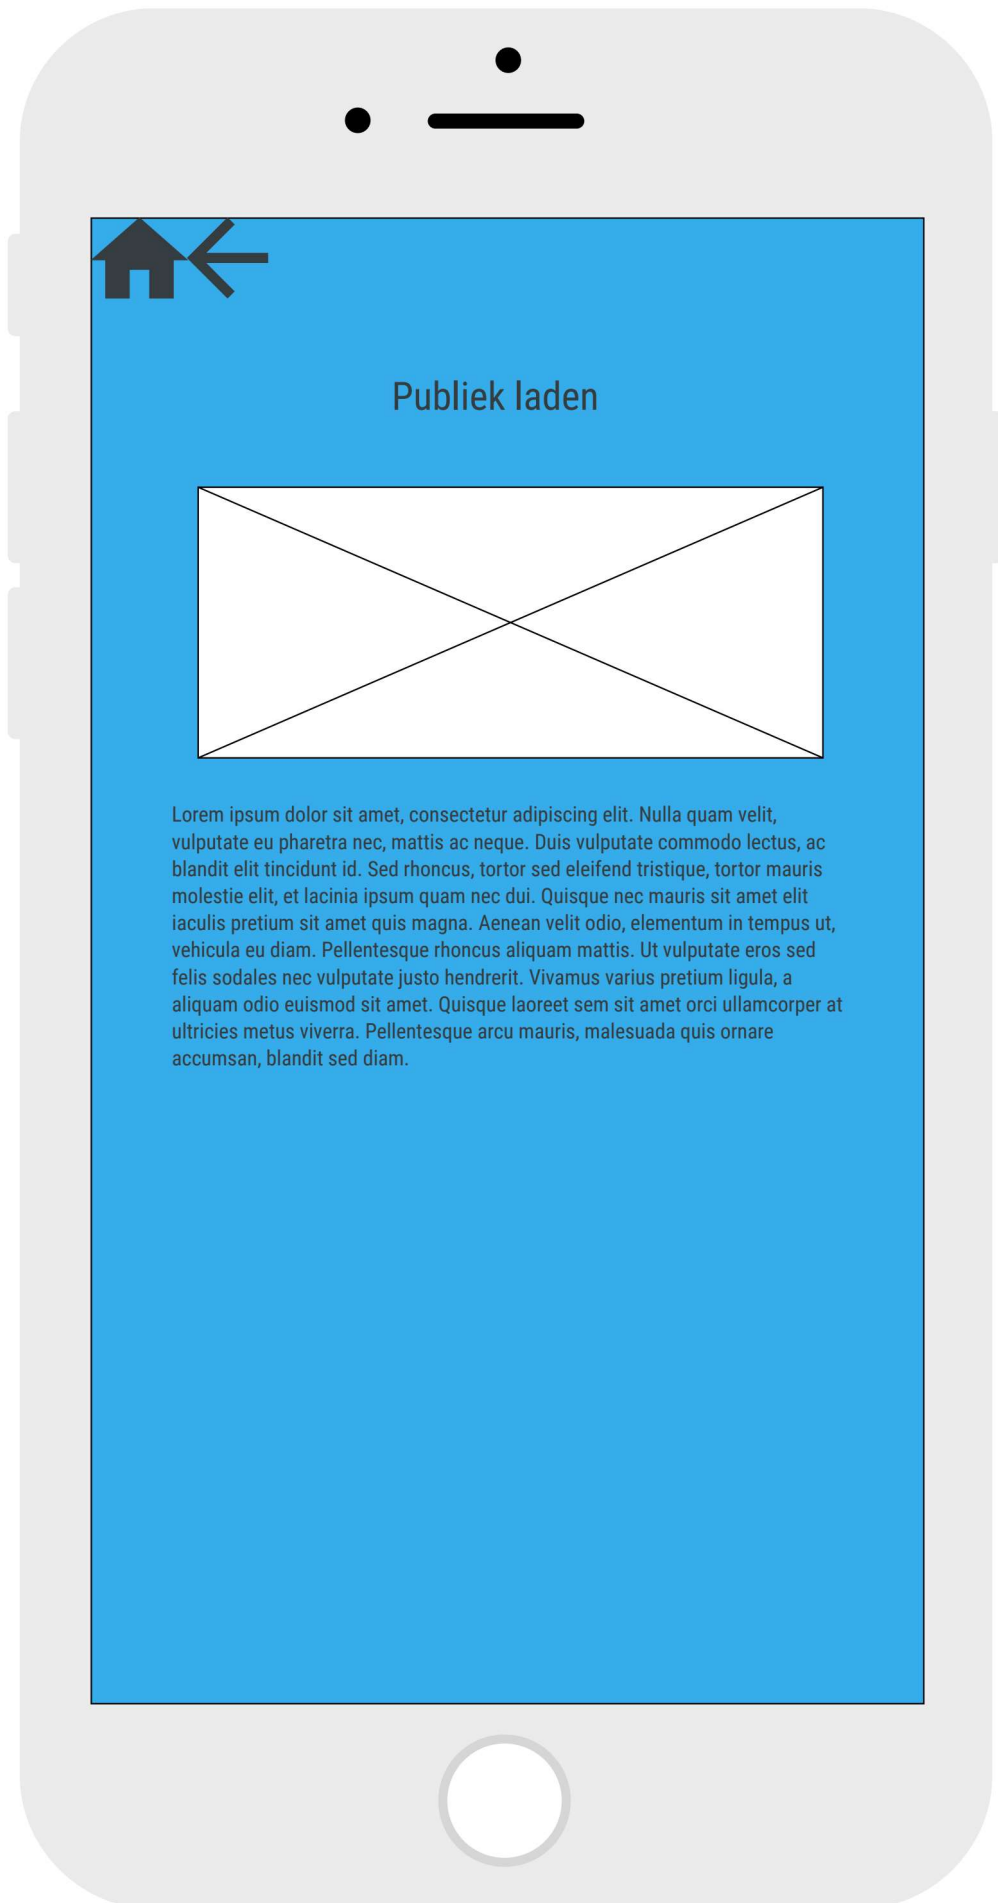 Publiek laden
Lorem ipsum dolor sit amet, consectetur adipiscing elit. Nulla quam velit,
vulputate eu pharetra nec, mattis ac neque. Duis vulputate commodo lectus, ac
blandit elit tincidunt id. Sed rhoncus, tortor sed eleifend tristique, tortor mauris
molestie elit, et lacinia ipsum quam nec dui. Quisque nec mauris sit amet elit
iaculis pretium sit amet quis magna. Aenean velit odio, elementum in tempus ut,
vehicula eu diam. Pellentesque rhoncus aliquam mattis. Ut vulputate eros sed
felis sodales nec vulputate justo hendrerit. Vivamus varius pretium ligula, a
aliquam odio euismod sit amet. Quisque laoreet sem sit amet orci ullamcorper at
ultricies metus viverra. Pellentesque arcu mauris, malesuada quis ornare
accumsan, blandit sed diam.